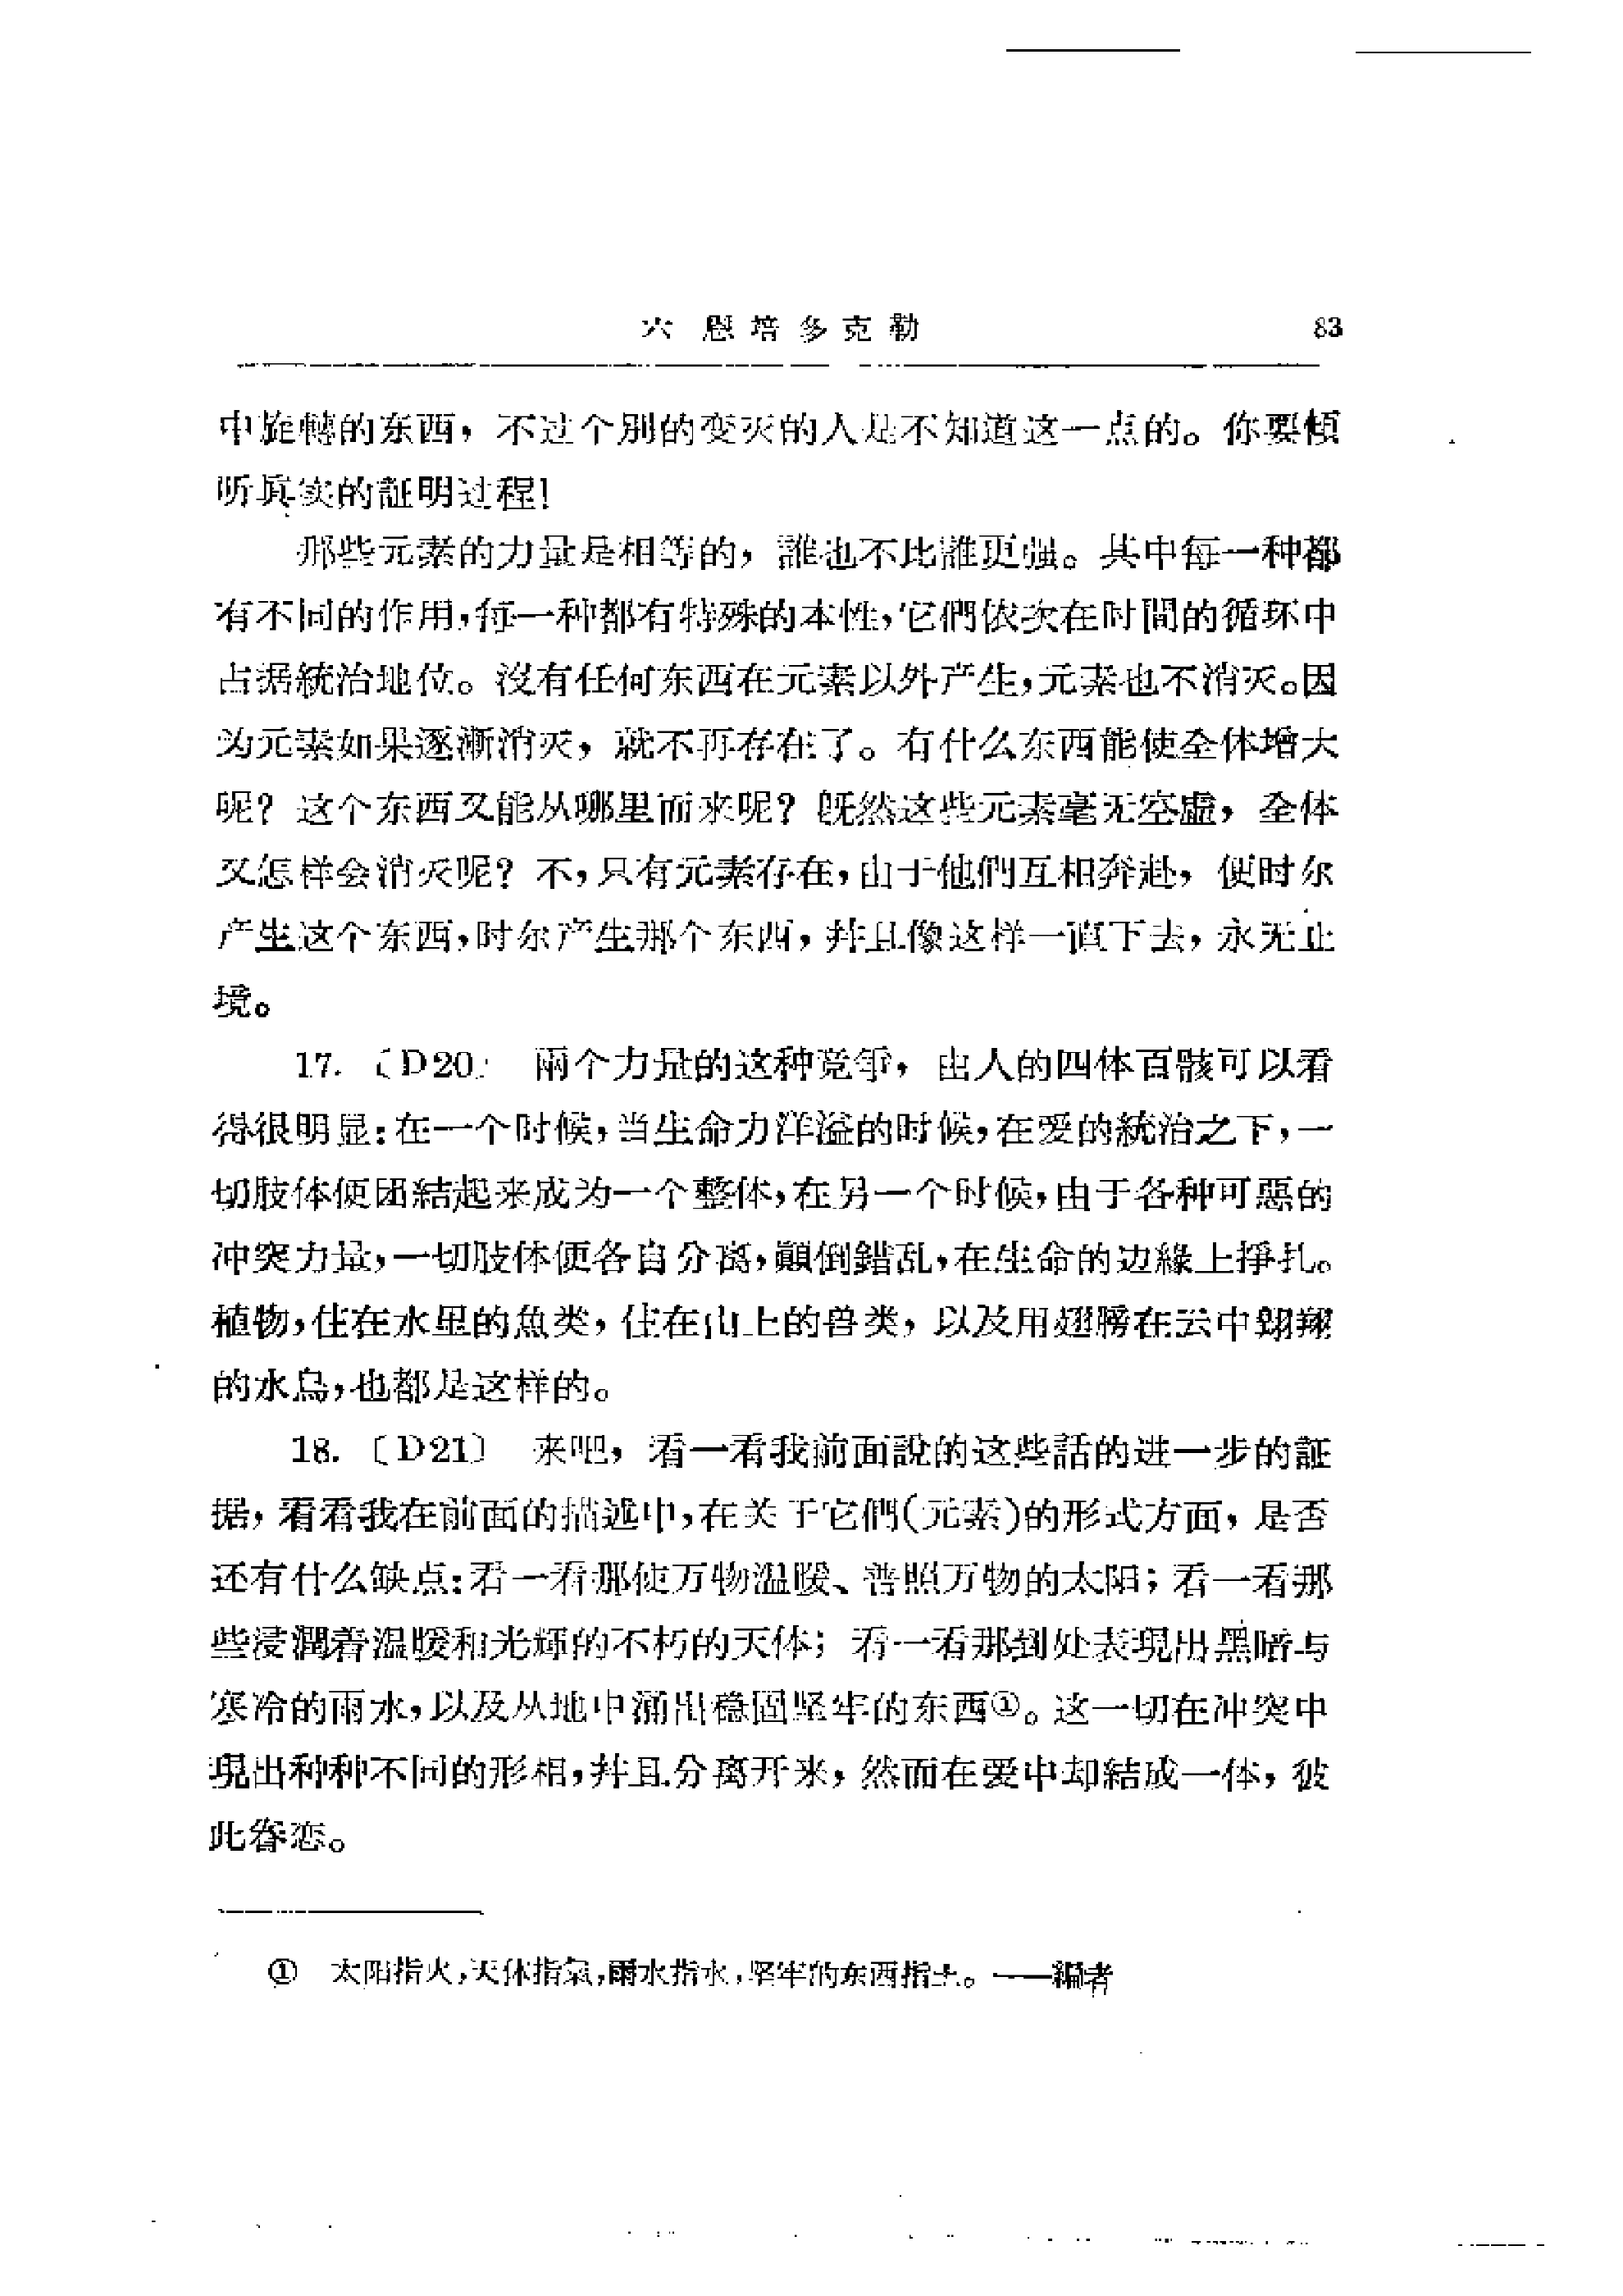 六 恩培多克勒 83
中旋轉的东西，不过个别的变灭的人是不知道这一点的。你要傾
听真实的証明过程！
那些元素的力量是相等的，誰也不比誰更强。其中每一种都
有不同的作用，每一种都有特殊的本性，它們依次在时間的循环中
占据統治地位。沒有任何东西在元素以外产生，元素也不消灭。因
为元素如果逐漸消灭，就不再存在了。有什么东西能使全体增大
呢？这个东西又能从哪里而来呢？既然这些元素毫无空虛，全体
又怎样会消灭呢？不，只有元素存在，由于他們互相奔赴，便时尔
产生这个东西，时尔产生那个东西，幷且像这样一直下去，永无止
境。
17.〔D20〕 兩个力量的这种竞爭，由人的四体百骸可以看
得很明显：在一个时候，当生命力洋溢的时候，在愛的統治之下，一
切肢体便团結起来成为一个整体，在另一个时候，由于各种可惡的
冲突力量，一切肢体便各自分离，顚倒錯乱，在生命的边緣上掙扎。
植物，住在水里的魚类，住在山上的兽类，以及用翅膀在云中翱翔
的水鸟，也都是这样的。
18.〔D21〕 来吧，看一看我前面說的这些話的进一步的証
据，看看我在前面的描述中，在关于它們(元素)的形式方面，是否
还有什么缺点：看一看那使万物温暖、普照万物的太阳；看一看那
些浸潤着温暖和光輝的不朽的天体；看一看那到处表現出黑暗与
寒冷的雨水，以及从地中涌出稳固坚牢的东西①。这一切在冲突中
現出种种不同的形相，幷且分离开来，然而在爱中却結成一体，彼
此眷恋。
① 太阳指火，天体指氣，雨水指水，坚牢的东西指土。——編者